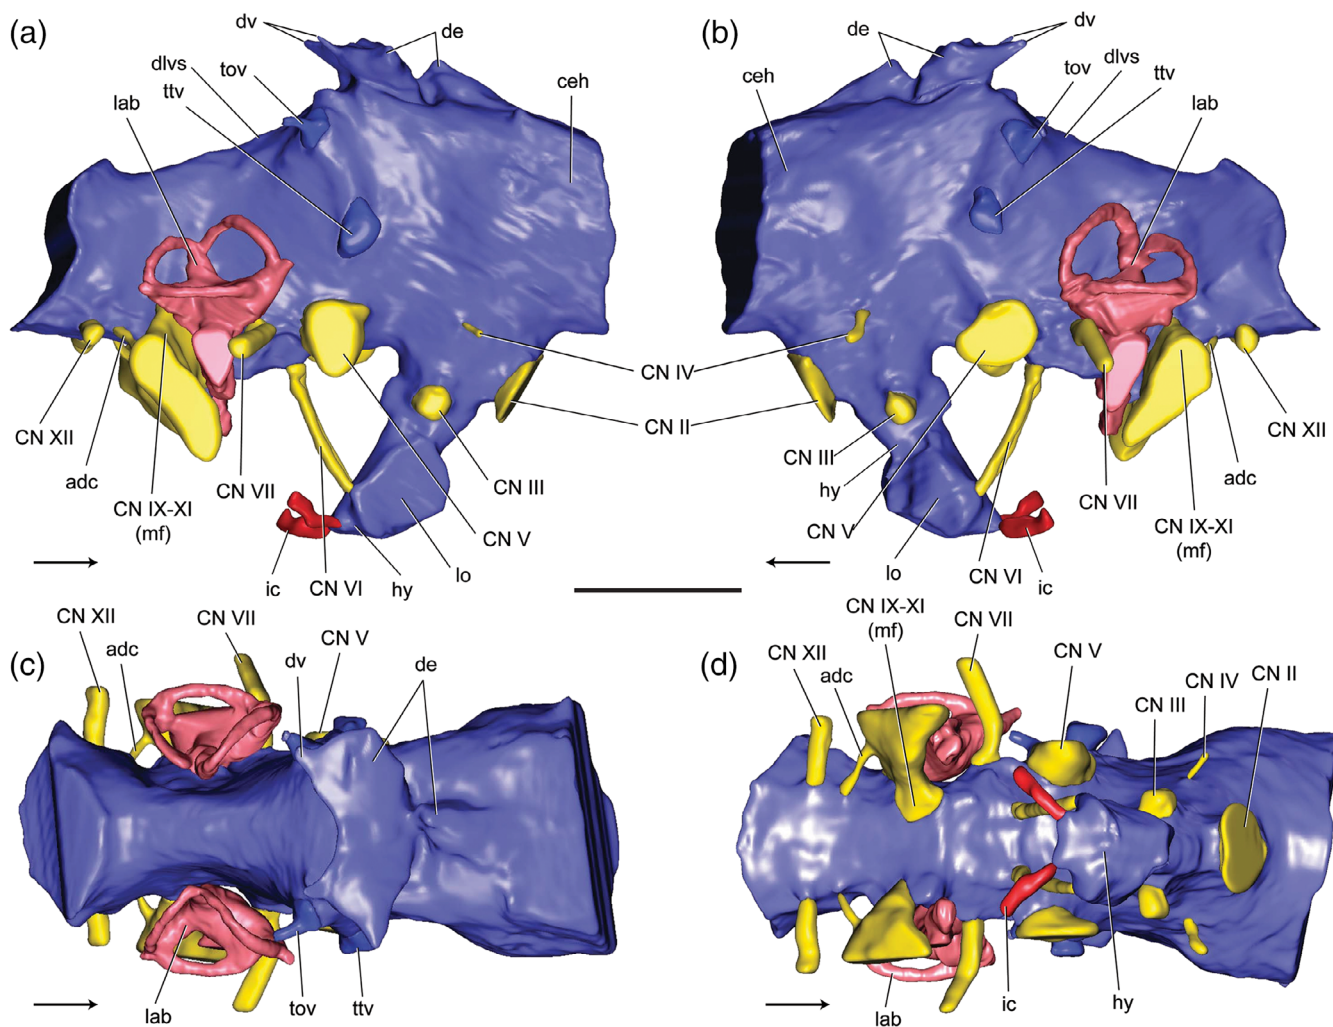 (a)
dv
de
dlvs
tov
ttv
lab
ceh
CN XII
adc
CN IX-XI
(mf)
CN VII
ic
CN VI
hy
lo
CN V
CN III
CN IV
CN II
(b)
de
dv
dlvs
tov
ttv
lab
ceh
CN III
hy
CN V
lo
CN VI
ic
CN VII
CN IX-XI
(mf)
adc
CN XII
(c)
CN XII
adc
CN VII
dv
CN V
de
lab
tov
ttv
(d)
CN XII
adc
CN IX-XI
(mf)
CN VII
CN V
CN III
CN IV
CN II
lab
ic
hy